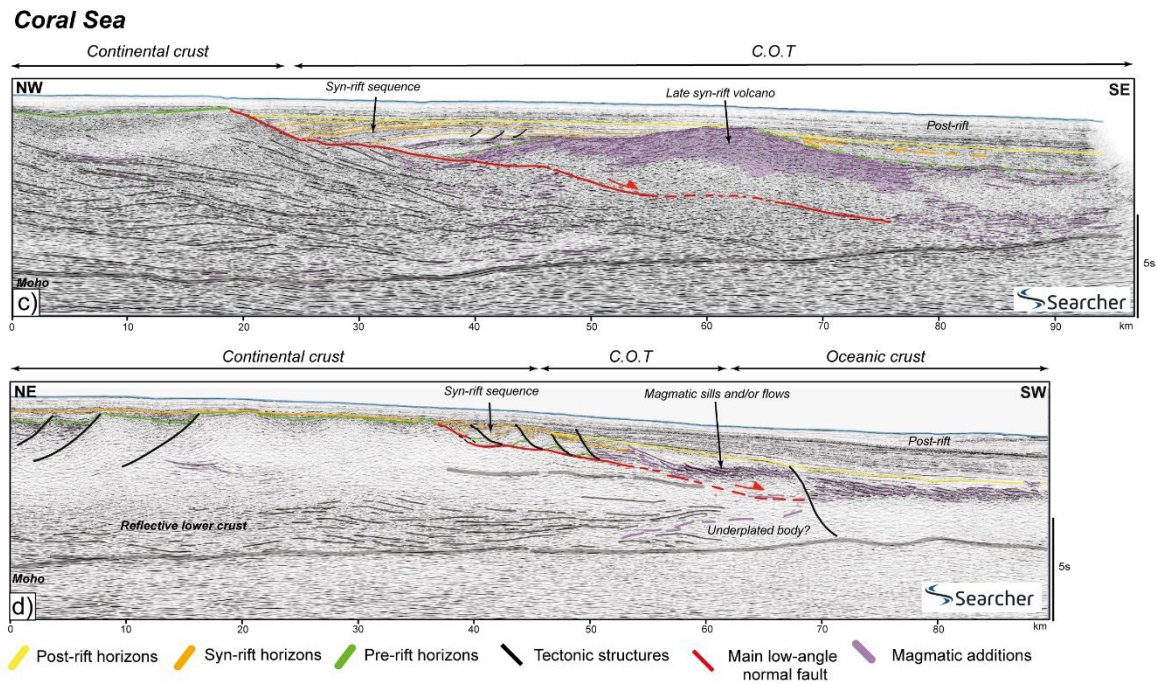 Coral Sea
Continental crust
C.O.T
NW
SE
Syn-rift sequence
Late syn-rift volcano
Post-rift
5s
Moho
c)
Searcher
0 10 20 30 40 50 60 70 80 90 km
Continental crust
C.O.T
Oceanic crust
NE
SW
Syn-rift sequence
Magmatic sills and/or flows
Post-rift
Reflective lower crust
Underplated body?
5s
Moho
d)
Searcher
0 10 20 30 40 50 60 70 80 km
Post-rift horizons
Syn-rift horizons
Pre-rift horizons
Tectonic structures
Main low-angle
normal fault
Magmatic additions